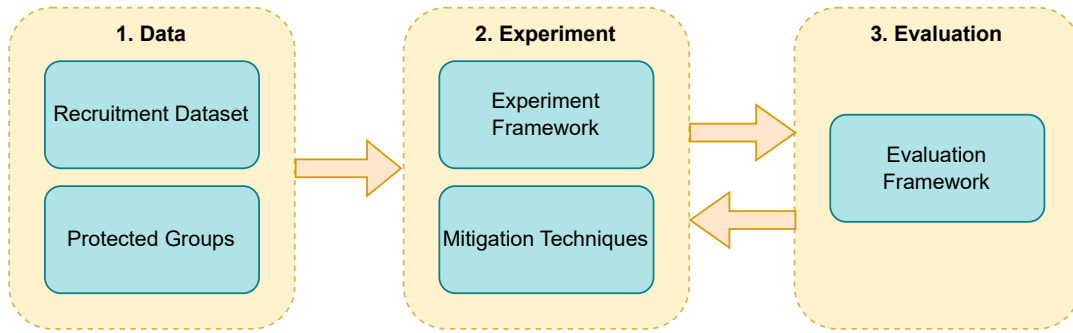 1. Data
Recruitment Dataset
Protected Groups
2. Experiment
Experiment
Framework
Mitigation Techniques
3. Evaluation
Evaluation
Framework